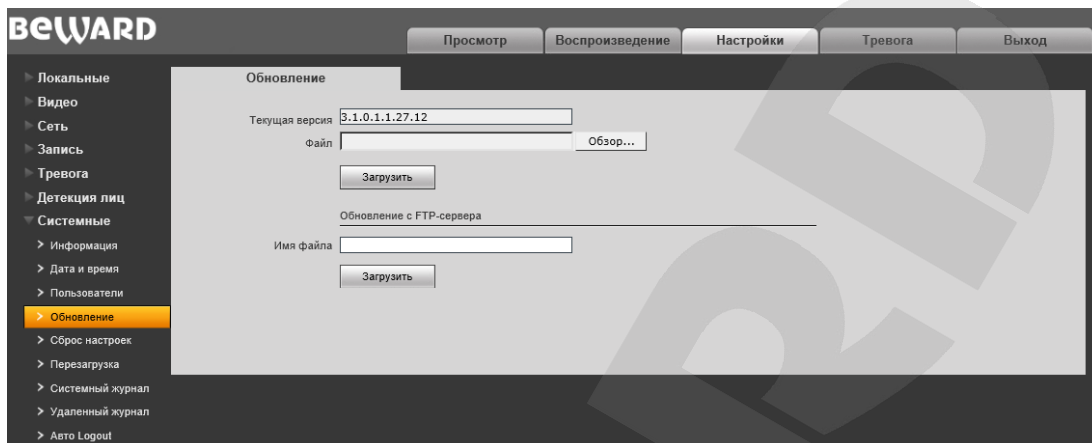 BEWARD
Просмотр
Воспроизведение
Настройки
Тревога
Выход
Локальные
Видео
Сеть
Запись
Тревога
Детекция лиц
Системные
Информация
Дата и время
Пользователи
Обновление
Сброс настроек
Перезагрузка
Системный журнал
Удаленный журнал
Авто Logout
Обновление
Текущая версия 3.1.0.1.1.27.12
Файл Обзор...
Загрузить
Обновление с FTP-сервера
Имя файла
Загрузить